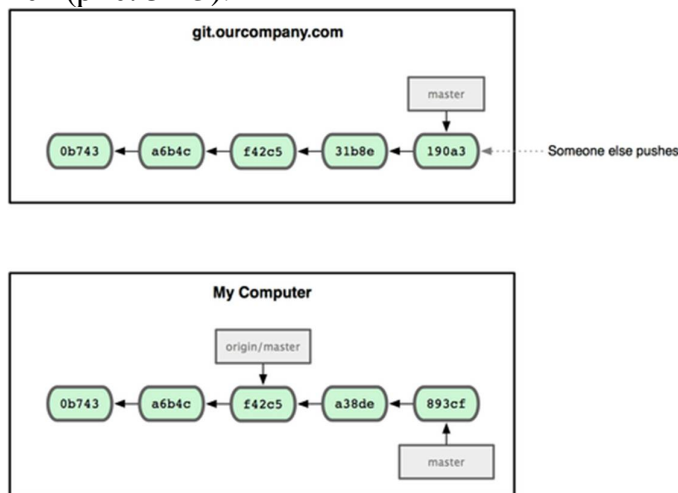 git.ourcompany.com
master
0b743 a6b4c f42c5 31b8e 190a3 Someone else pushes
My Computer
origin/master
0b743 a6b4c f42c5 a38de 893cf
master